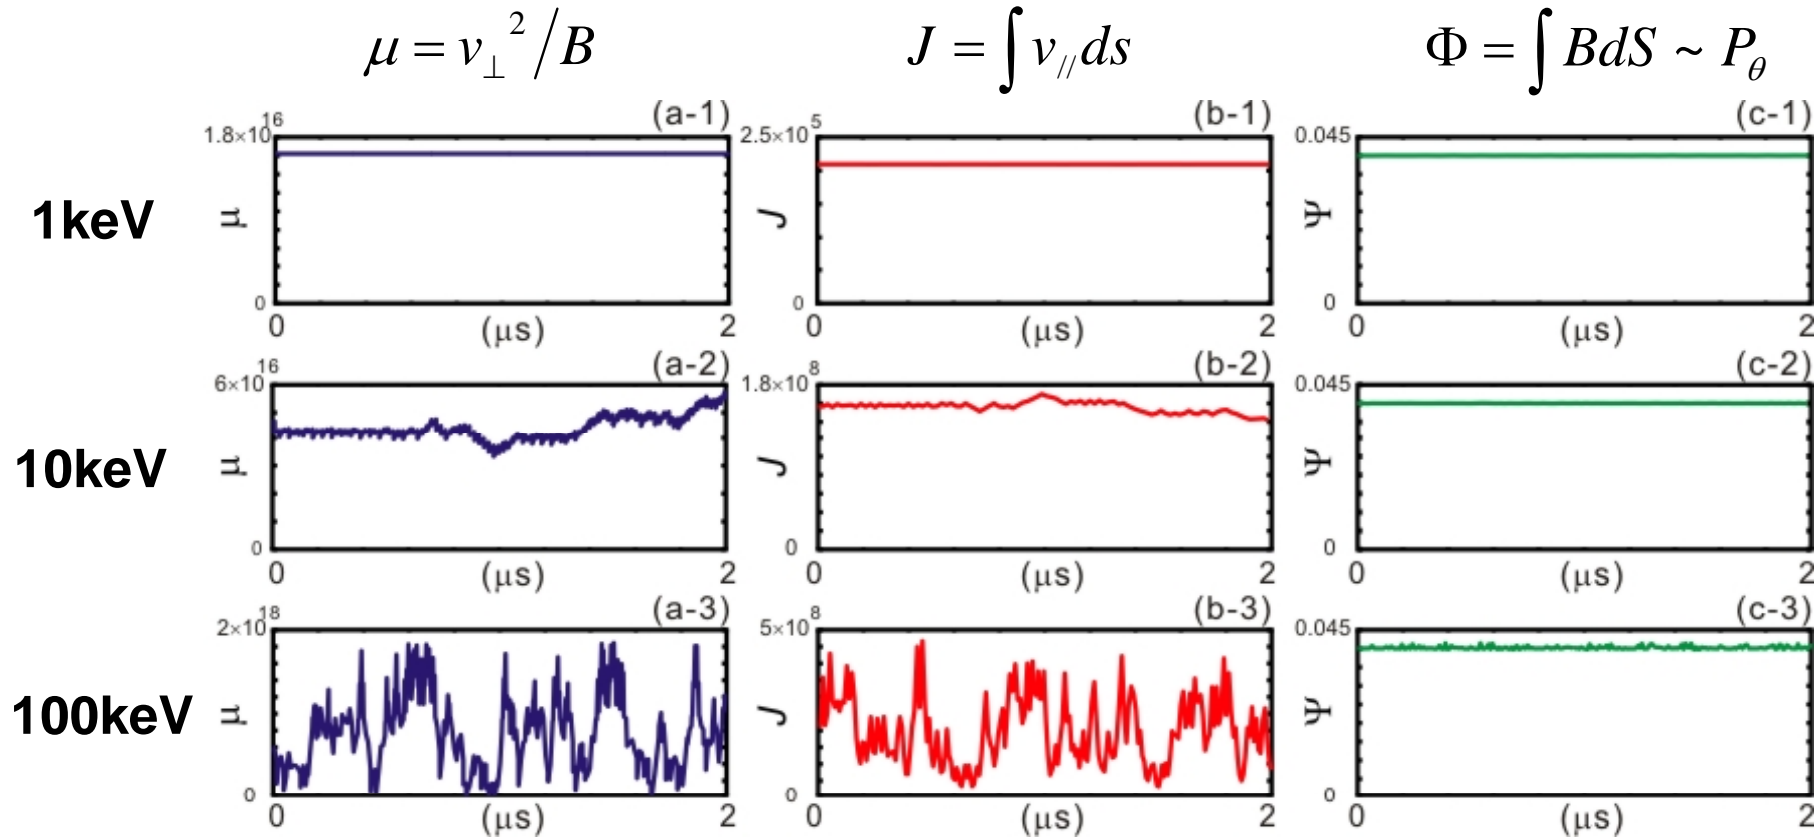 μ = v⊥²/B J = ∫ v//ds Φ = ∫ BdS ~ Pθ
(a-1) (b-1) (c-1)
1.8×10¹⁶ 2.5×10⁵ 0.045
1keV μ J Ψ
0 0 0
0 (μs) 2 0 (μs) 2 0 (μs) 2
(a-2) (b-2) (c-2)
6×10¹⁶ 1.8×10⁸ 0.045
10keV μ J Ψ
0 0 0
0 (μs) 2 0 (μs) 2 0 (μs) 2
(a-3) (b-3) (c-3)
2×10¹⁸ 5×10⁸ 0.045
100keV μ J Ψ
0 0 0
0 (μs) 2 0 (μs) 2 0 (μs) 2